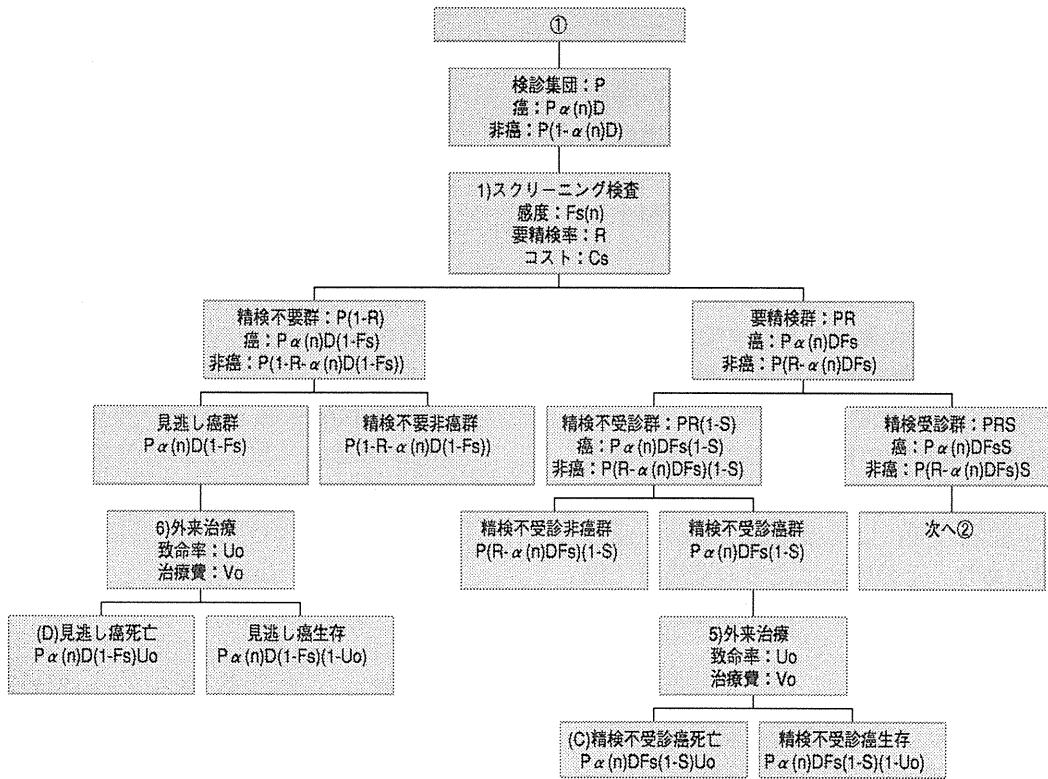 ①
検診集団：P
癌：Pα(n)D
非癌：P(1-α(n)D)
1)スクリーニング検査
感度：Fs(n)
要精検率：R
コスト：Cs
精検不要群：P(1-R)
癌：Pα(n)D(1-Fs)
非癌：P(1-R-α(n)D(1-Fs))
要精検群：PR
癌：Pα(n)DFs
非癌：P(R-α(n)DFs)
見逃し癌群
Pα(n)D(1-Fs)
精検不要非癌群
P(1-R-α(n)D(1-Fs))
精検不受診群：PR(1-S)
癌：Pα(n)DFs(1-S)
非癌：P(R-α(n)DFs)(1-S)
精検受診群：PRS
癌：Pα(n)DFsS
非癌：P(R-α(n)DFs)S
6)外来治療
致命率：Uo
治療費：Vo
精検不受診非癌群
P(R-α(n)DFs)(1-S)
精検不受診癌群
Pα(n)DFs(1-S)
次へ②
(D)見逃し癌死亡
Pα(n)D(1-Fs)Uo
見逃し癌生存
Pα(n)D(1-Fs)(1-Uo)
5)外来治療
致命率：Uo
治療費：Vo
(C)精検不受診癌死亡
Pα(n)DFs(1-S)Uo
精検不受診癌生存
Pα(n)DFs(1-S)(1-Uo)